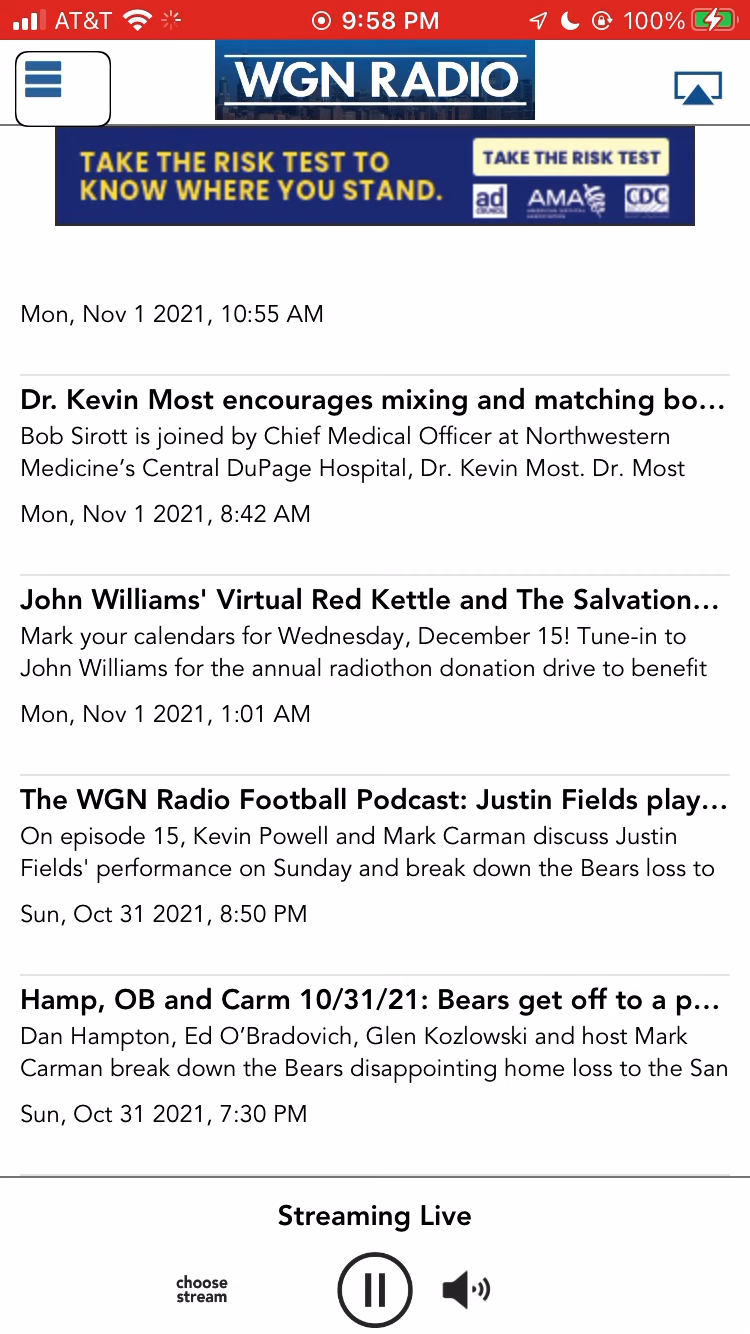 AT&T 9:58 PM 100%
WGN RADIO
TAKE THE RISK TEST TO
KNOW WHERE YOU STAND.
TAKE THE RISK TEST
ad COUNCIL AMA AMERICAN MEDICAL ASSOCIATION CDC
Mon, Nov 1 2021, 10:55 AM
Dr. Kevin Most encourages mixing and matching bo...
Bob Sirott is joined by Chief Medical Officer at Northwestern
Medicine’s Central DuPage Hospital, Dr. Kevin Most. Dr. Most
Mon, Nov 1 2021, 8:42 AM
John Williams' Virtual Red Kettle and The Salvation...
Mark your calendars for Wednesday, December 15! Tune-in to
John Williams for the annual radiothon donation drive to benefit
Mon, Nov 1 2021, 1:01 AM
The WGN Radio Football Podcast: Justin Fields play...
On episode 15, Kevin Powell and Mark Carman discuss Justin
Fields' performance on Sunday and break down the Bears loss to
Sun, Oct 31 2021, 8:50 PM
Hamp, OB and Carm 10/31/21: Bears get off to a p...
Dan Hampton, Ed O’Bradovich, Glen Kozlowski and host Mark
Carman break down the Bears disappointing home loss to the San
Sun, Oct 31 2021, 7:30 PM
Streaming Live
choose
stream